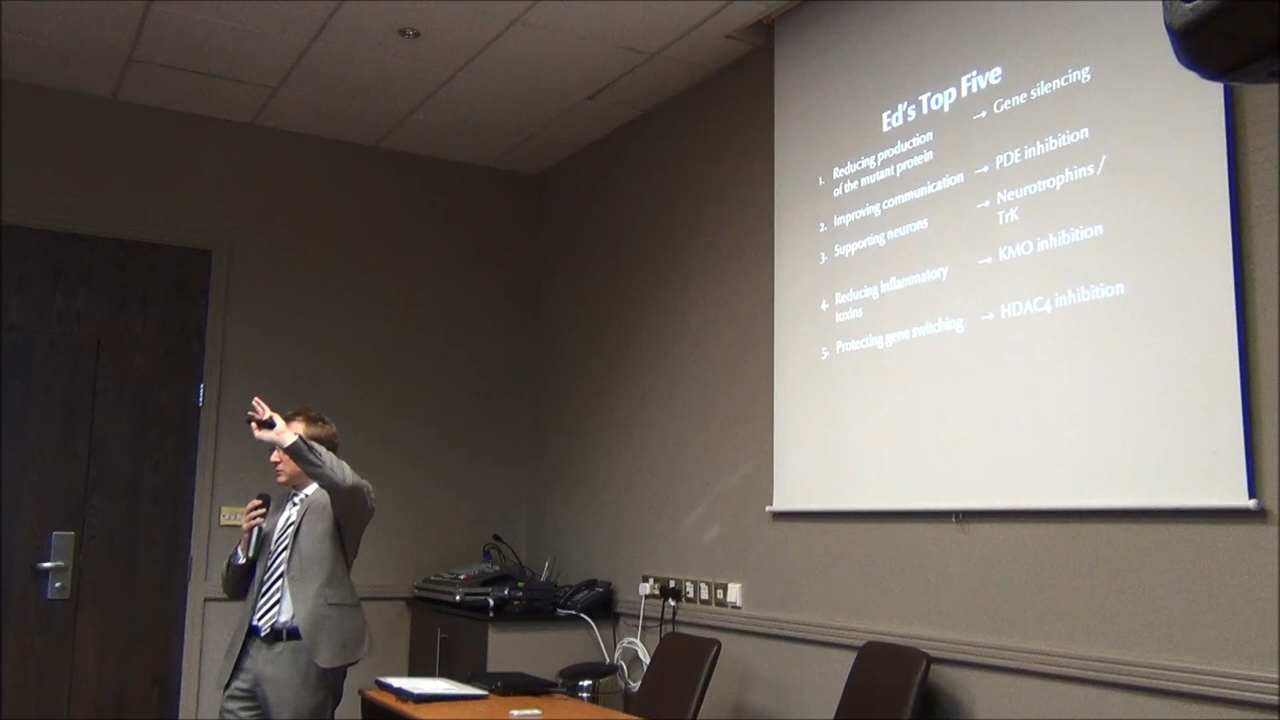 Ed's Top Five
1. Reducing production
of the mutant protein
→ Gene silencing
2. Improving communication
→ PDE inhibition
3. Supporting neurons
→ Neurotrophins /
TrK
4. Reducing inflammatory
toxins
→ KMO inhibition
5. Protecting gene switching
→ HDAC4 inhibition